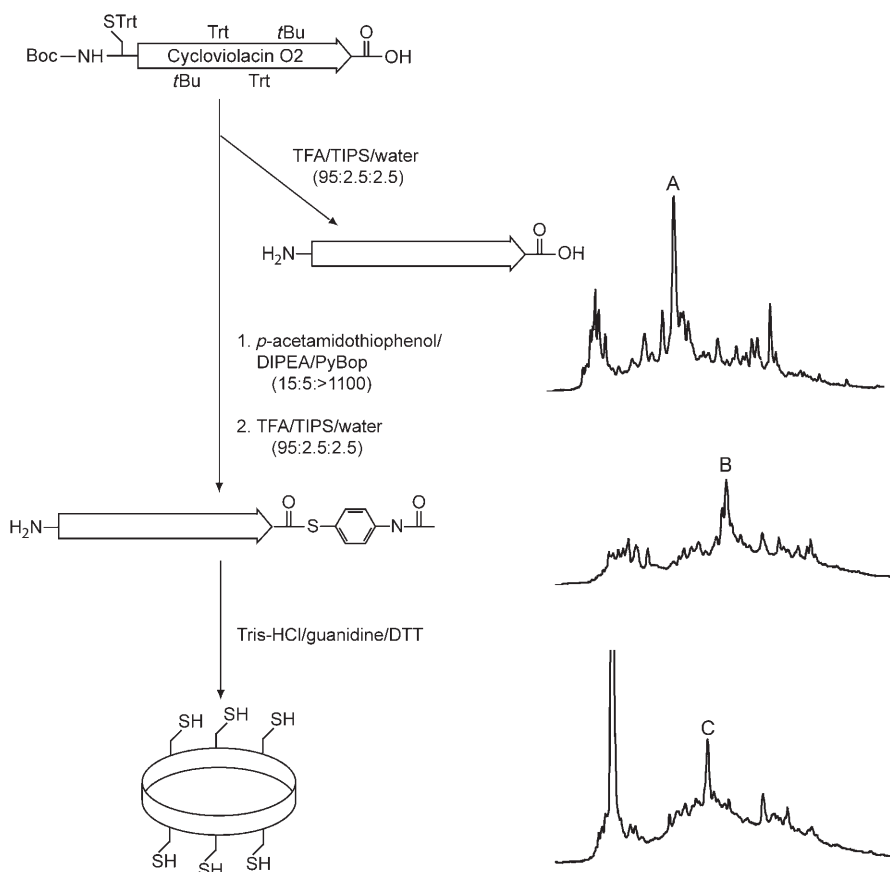 STrt
Trt
tBu
O
Boc
NH
Cycloviolacin O2
OH
tBu
Trt
TFA/TIPS/water
(95:2.5:2.5)
A
O
H₂N
OH
1. p-acetamidothiophenol/
DIPEA/PyBop
(15:5:>1100)
2. TFA/TIPS/water
(95:2.5:2.5)
B
O
O
H₂N
S
N
Tris-HCl/guanidine/DTT
SH
SH
SH
C
SH
SH
SH